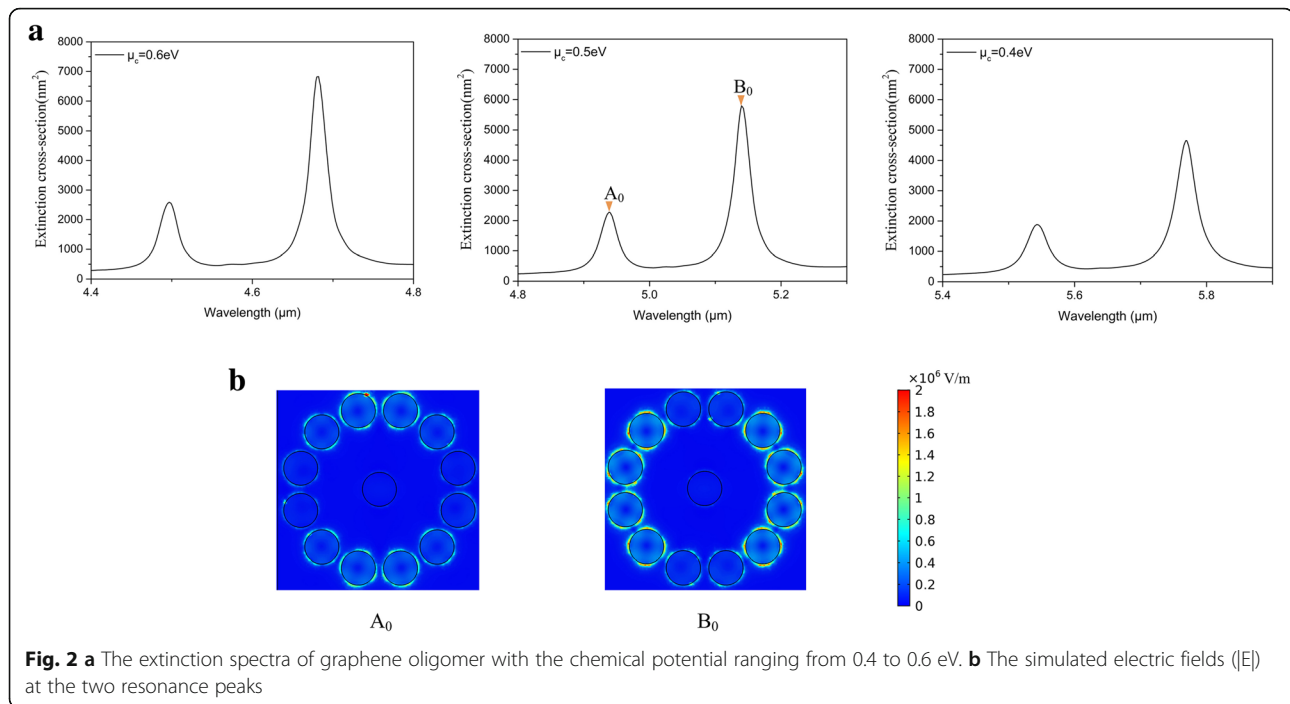 a
μc=0.6eV
Extinction cross-section(nm²)
8000
7000
6000
5000
4000
3000
2000
1000
0
4.4 4.6 4.8
Wavelength (μm)
μc=0.5eV
Extinction cross-section(nm²)
8000
7000
6000
5000
4000
3000
2000
1000
0
A₀
B₀
4.8 5.0 5.2
Wavelength (μm)
μc=0.4eV
Extinction cross-section(nm²)
8000
7000
6000
5000
4000
3000
2000
1000
0
5.4 5.6 5.8
Wavelength (μm)
b
A₀
B₀
×10⁶ V/m
2
1.8
1.6
1.4
1.2
1
0.8
0.6
0.4
0.2
0
Fig. 2 a The extinction spectra of graphene oligomer with the chemical potential ranging from 0.4 to 0.6 eV. b The simulated electric fields (|E|)
at the two resonance peaks